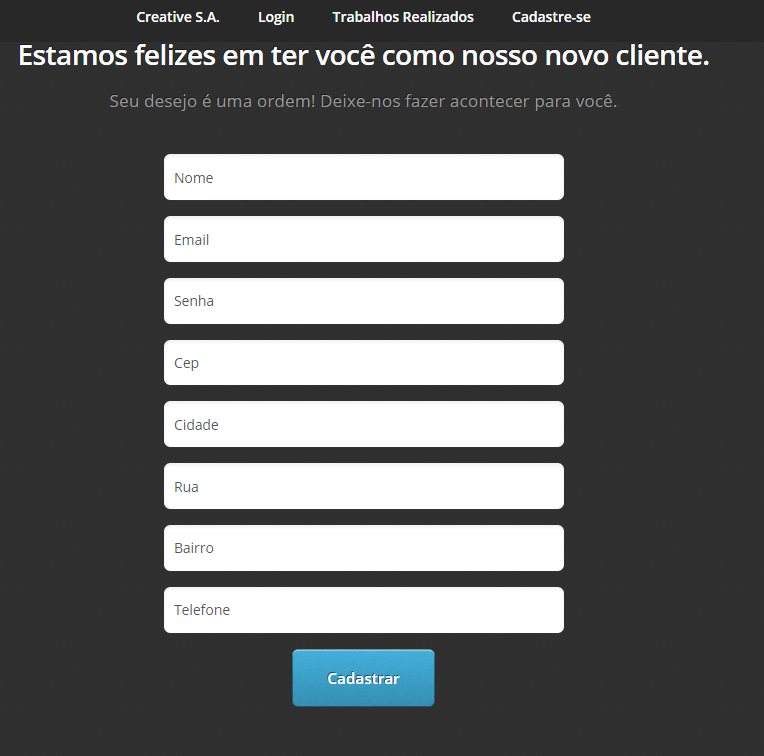 Creative S.A. Login Trabalhos Realizados Cadastre-se
Estamos felizes em ter você como nosso novo cliente.
Seu desejo é uma ordem! Deixe-nos fazer acontecer para você.
Nome
Email
Senha
Cep
Cidade
Rua
Bairro
Telefone
Cadastrar